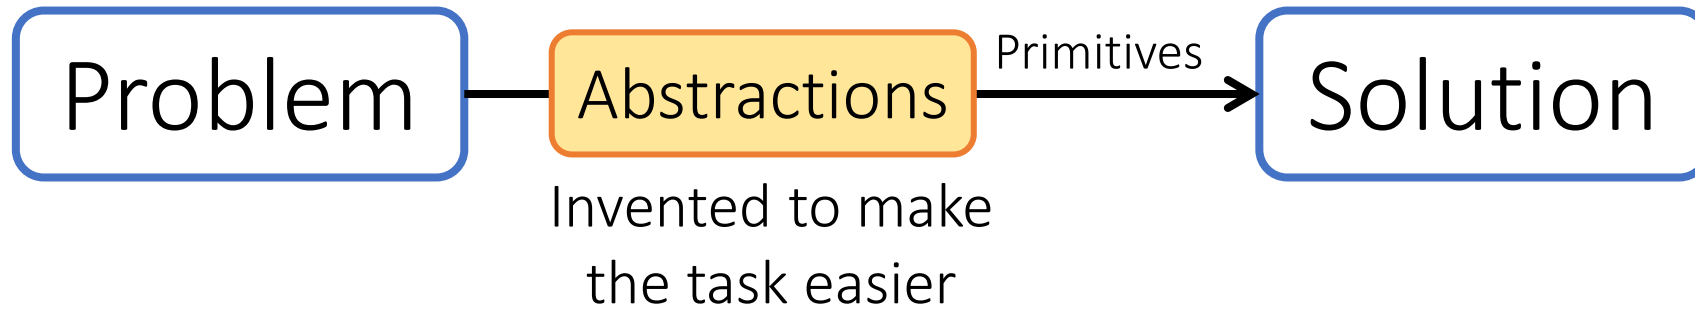 Problem
Abstractions
Primitives
Solution
Invented to make
the task easier